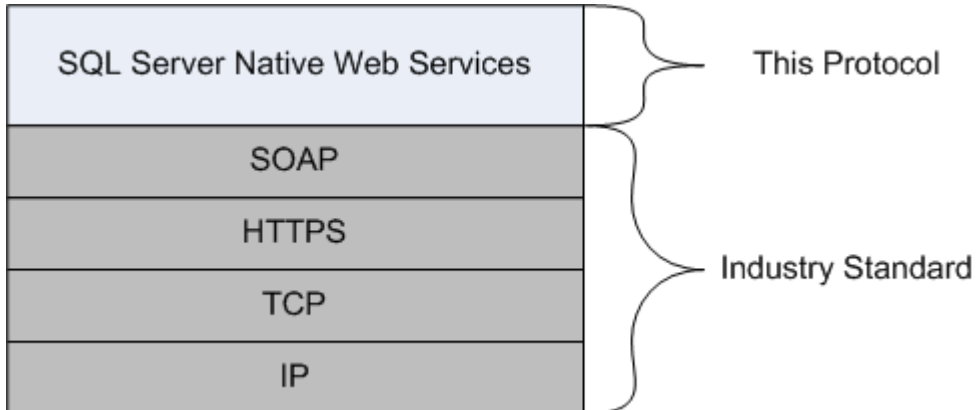 SQL Server Native Web Services
This Protocol
SOAP
HTTPS
TCP
IP
Industry Standard